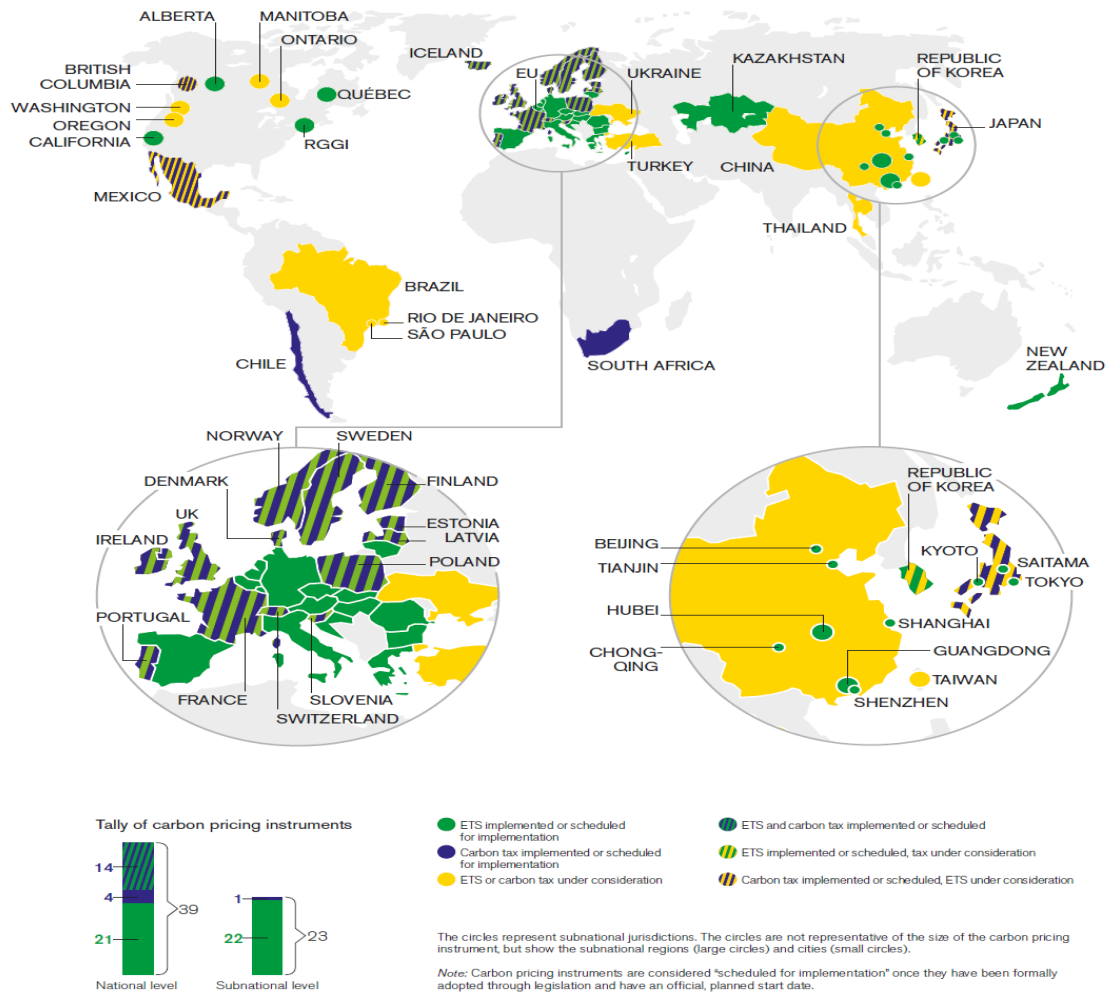 ALBERTA
MANITOBA
ONTARIO
BRITISH
COLUMBIA
WASHINGTON
OREGON
CALIFORNIA
QUÉBEC
RGGI
MEXICO
ICELAND
EU
UKRAINE
KAZAKHSTAN
REPUBLIC
OF KOREA
JAPAN
TURKEY
CHINA
THAILAND
BRAZIL
RIO DE JANEIRO
SÃO PAULO
CHILE
SOUTH AFRICA
NEW
ZEALAND
NORWAY
SWEDEN
DENMARK
FINLAND
UK
IRELAND
ESTONIA
LATVIA
POLAND
PORTUGAL
FRANCE
SLOVENIA
SWITZERLAND
REPUBLIC
OF KOREA
BEIJING
TIANJIN
KYOTO
SAITAMA
TOKYO
HUBEI
SHANGHAI
CHONG-
QING
GUANGDONG
TAIWAN
SHENZHEN
Tally of carbon pricing instruments
14
4
21
39
National level
1
22
23
Subnational level
ETS implemented or scheduled
for implementation
Carbon tax implemented or scheduled
for implementation
ETS or carbon tax under consideration
ETS and carbon tax implemented or scheduled
ETS implemented or scheduled, tax under consideration
Carbon tax implemented or scheduled, ETS under consideration
The circles represent subnational jurisdictions. The circles are not representative of the size of the carbon pricing
instrument, but show the subnational regions (large circles) and cities (small circles).
Note: Carbon pricing instruments are considered “scheduled for implementation” once they have been formally
adopted through legislation and have an official, planned start date.